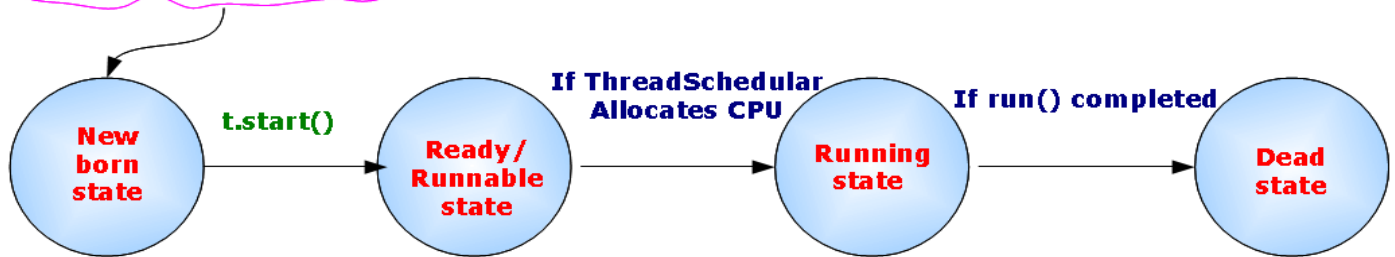 New
born
state
t.start()
Ready/
Runnable
state
If ThreadSchedular
Allocates CPU
Running
state
If run() completed
Dead
state